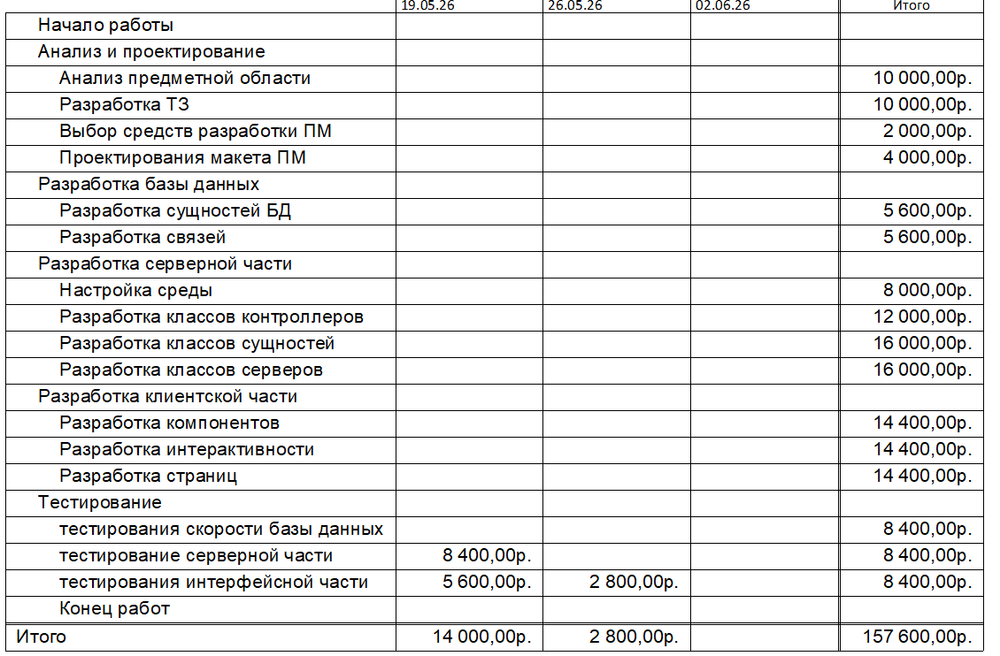 19.05.26 26.05.26 02.06.26 Итого
Начало работы
Анализ и проектирование
Анализ предметной области 10 000,00р.
Разработка ТЗ 10 000,00р.
Выбор средств разработки ПМ 2 000,00р.
Проектирования макета ПМ 4 000,00р.
Разработка базы данных
Разработка сущностей БД 5 600,00р.
Разработка связей 5 600,00р.
Разработка серверной части
Настройка среды 8 000,00р.
Разработка классов контроллеров 12 000,00р.
Разработка классов сущностей 16 000,00р.
Разработка классов серверов 16 000,00р.
Разработка клиентской части
Разработка компонентов 14 400,00р.
Разработка интерактивности 14 400,00р.
Разработка страниц 14 400,00р.
Тестирование
тестирования скорости базы данных 8 400,00р.
тестирование серверной части 8 400,00р. 8 400,00р.
тестирования интерфейсной части 5 600,00р. 2 800,00р. 8 400,00р.
Конец работ
Итого 14 000,00р. 2 800,00р. 157 600,00р.